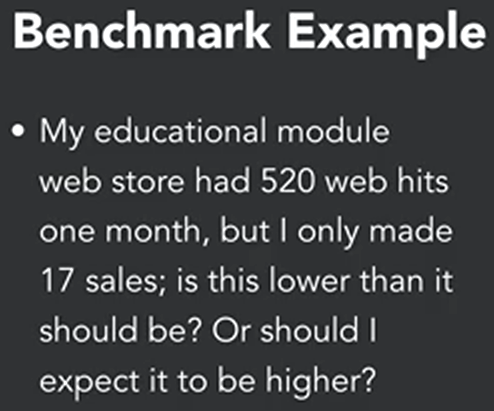 Benchmark Example
• My educational module
web store had 520 web hits
one month, but I only made
17 sales; is this lower than it
should be? Or should I
expect it to be higher?